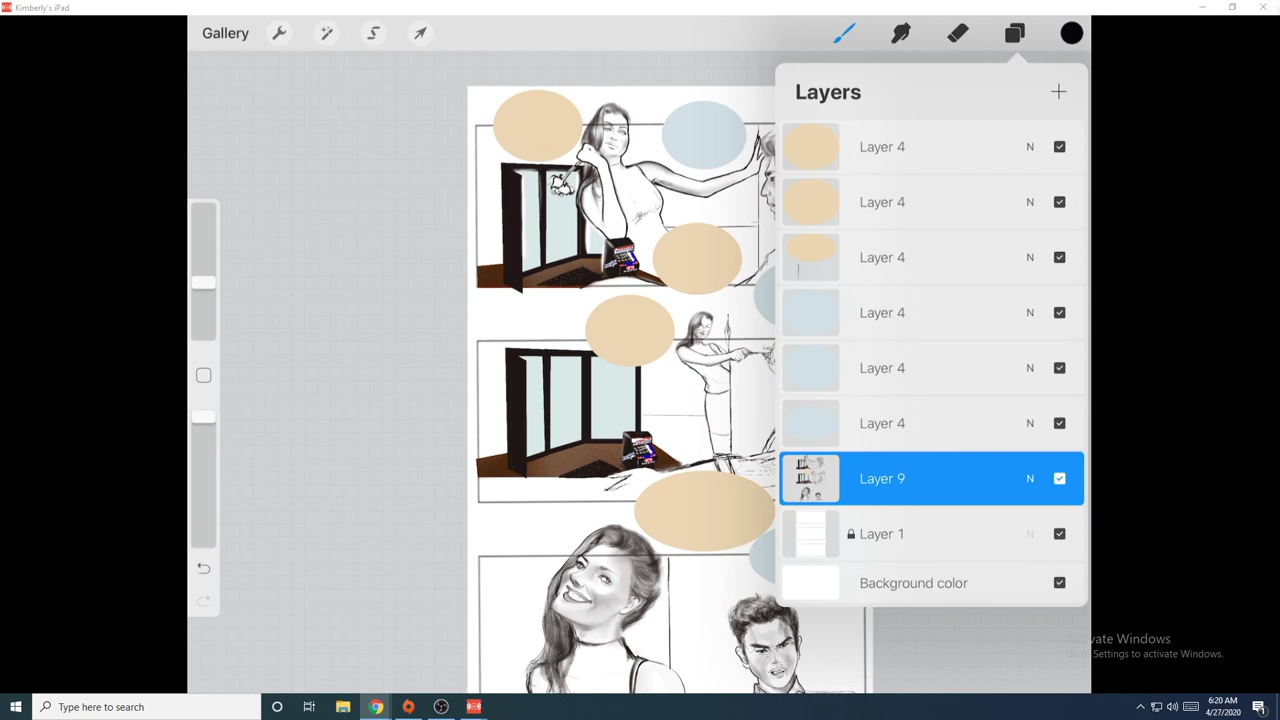 Kimberly's iPad
Gallery
Layers
Layer 4 N
Layer 4 N
Layer 4 N
Layer 4 N
Layer 4 N
Layer 4 N
Layer 9 N
Layer 1 N
Background color
Activate Windows
Go to Settings to activate Windows.
Type here to search
6:20 AM
4/27/2020
1